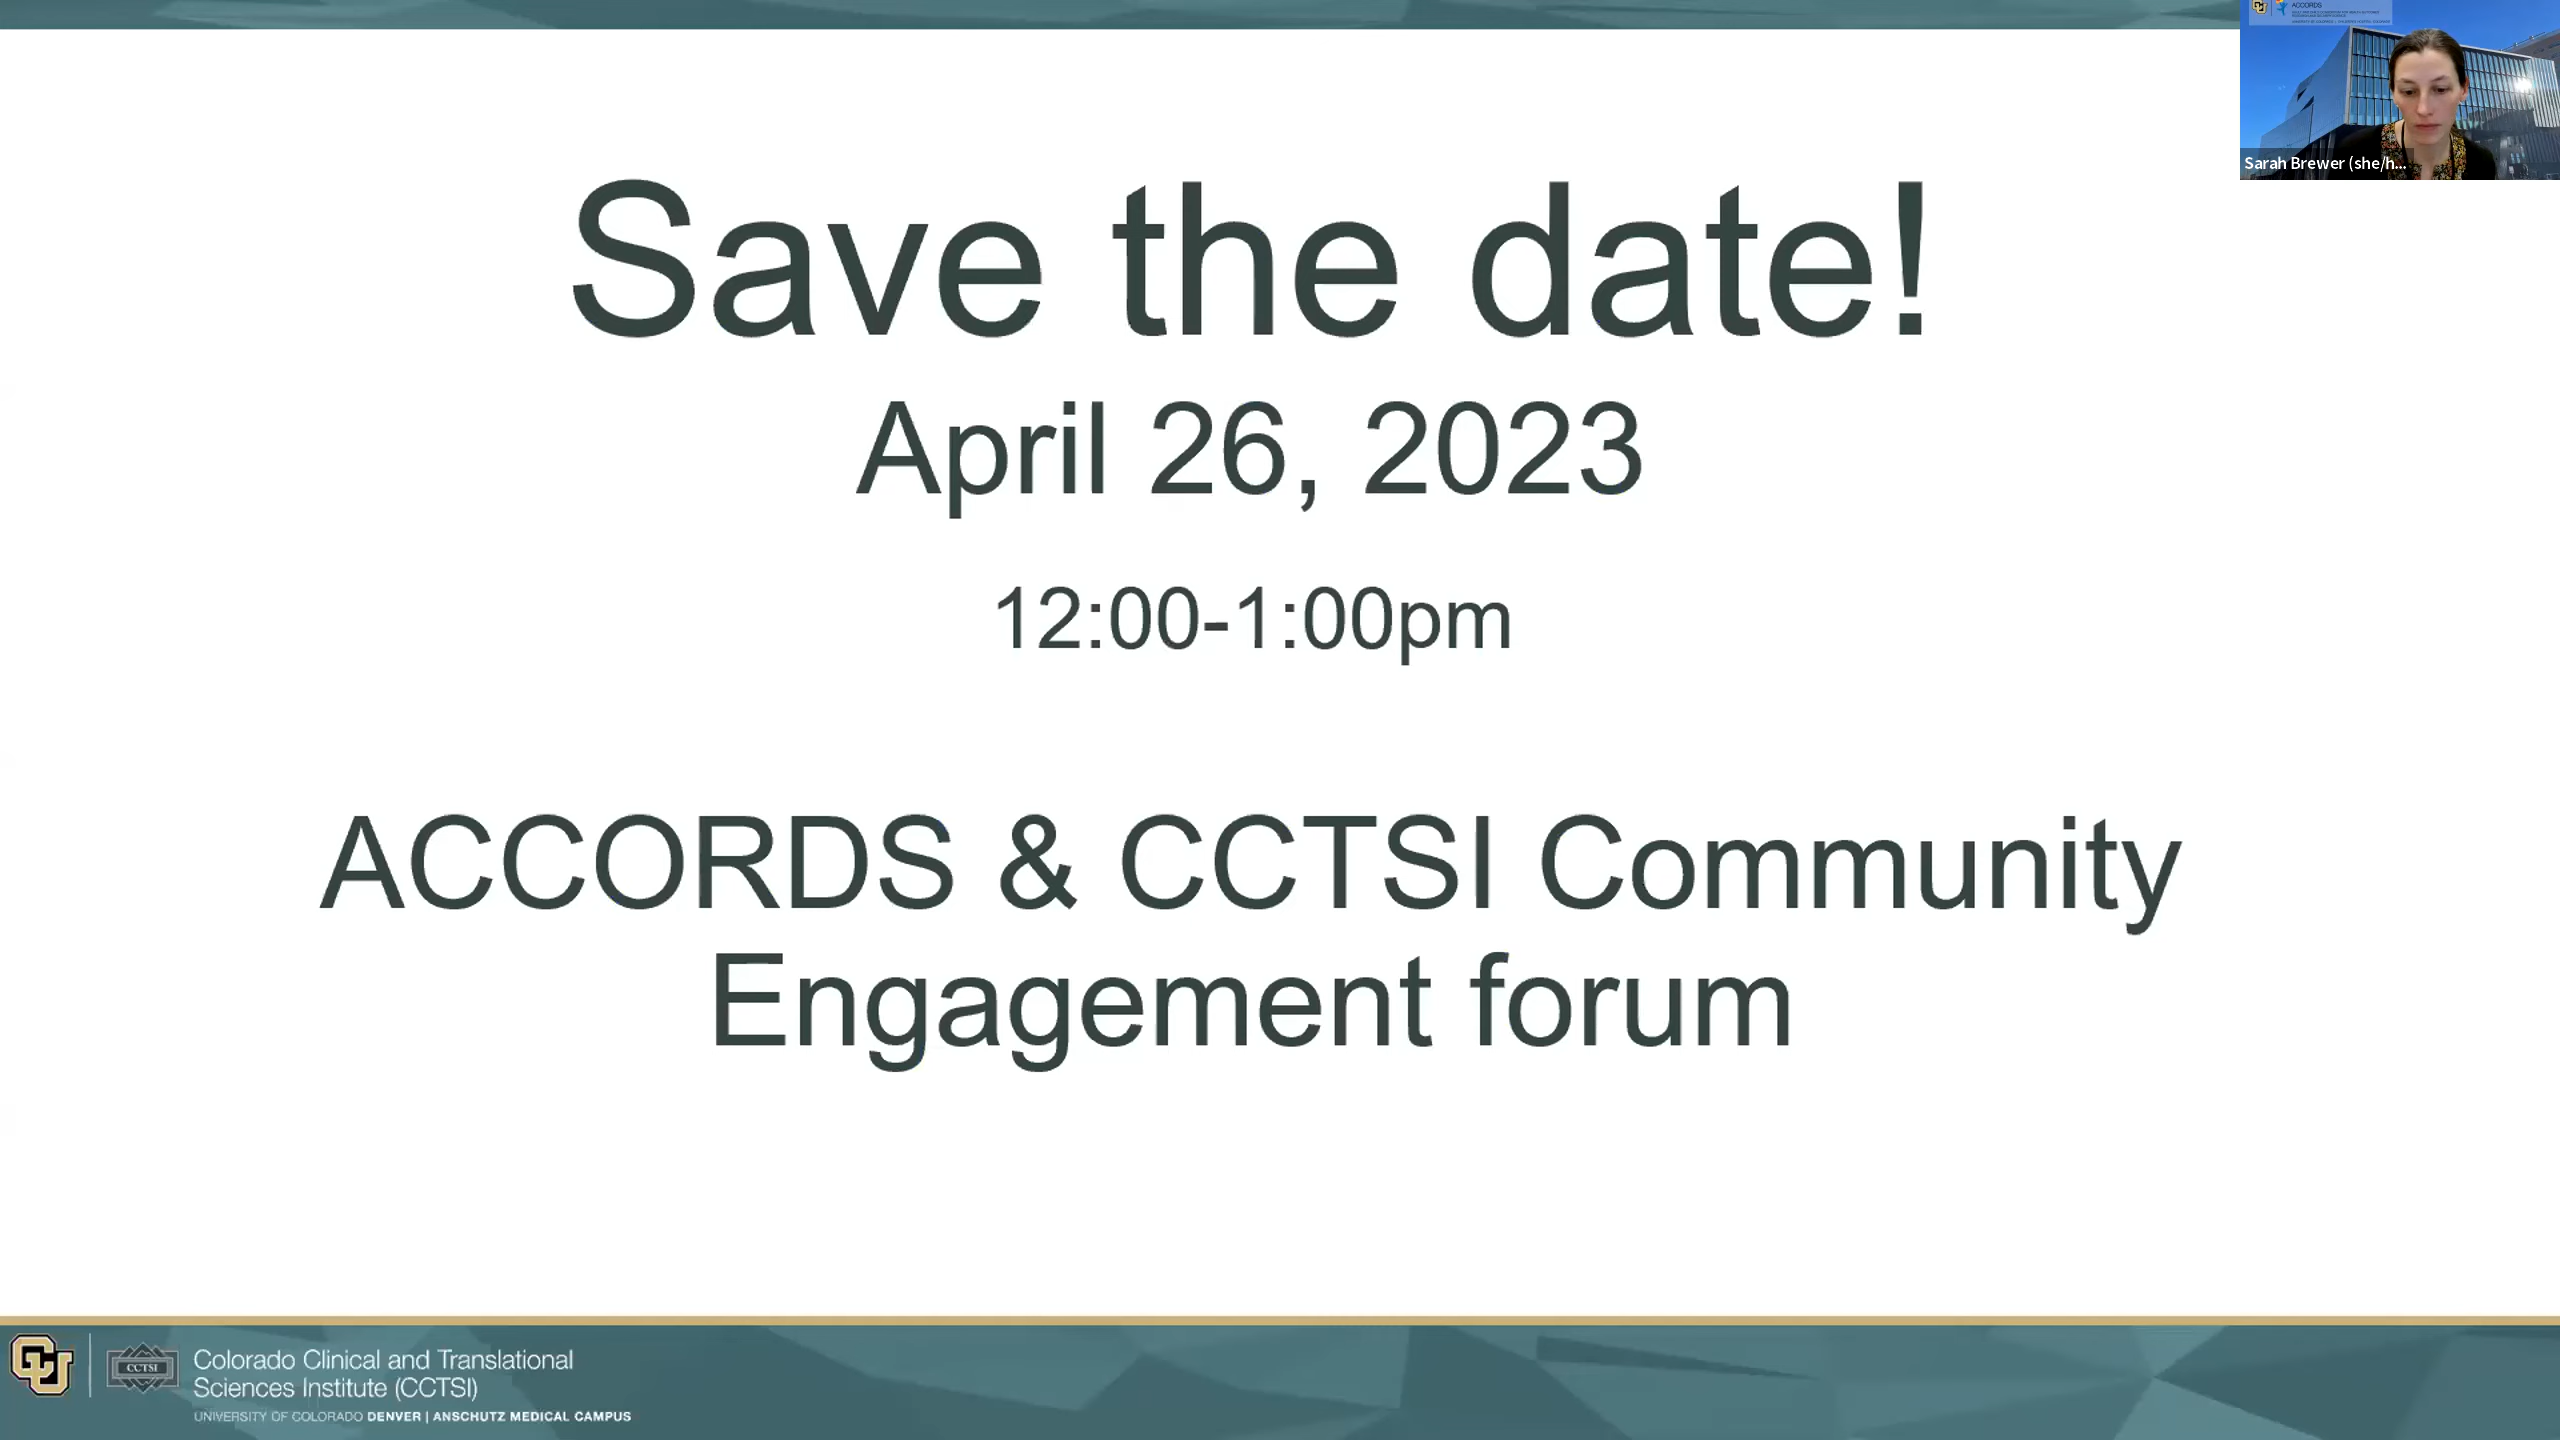 ACCORDS
Sarah Brewer (she/h...
Save the date!
April 26, 2023
12:00-1:00pm
ACCORDS & CCTSI Community
Engagement forum
CCTSI
Colorado Clinical and Translational
Sciences Institute (CCTSI)
UNIVERSITY OF COLORADO DENVER | ANSCHUTZ MEDICAL CAMPUS